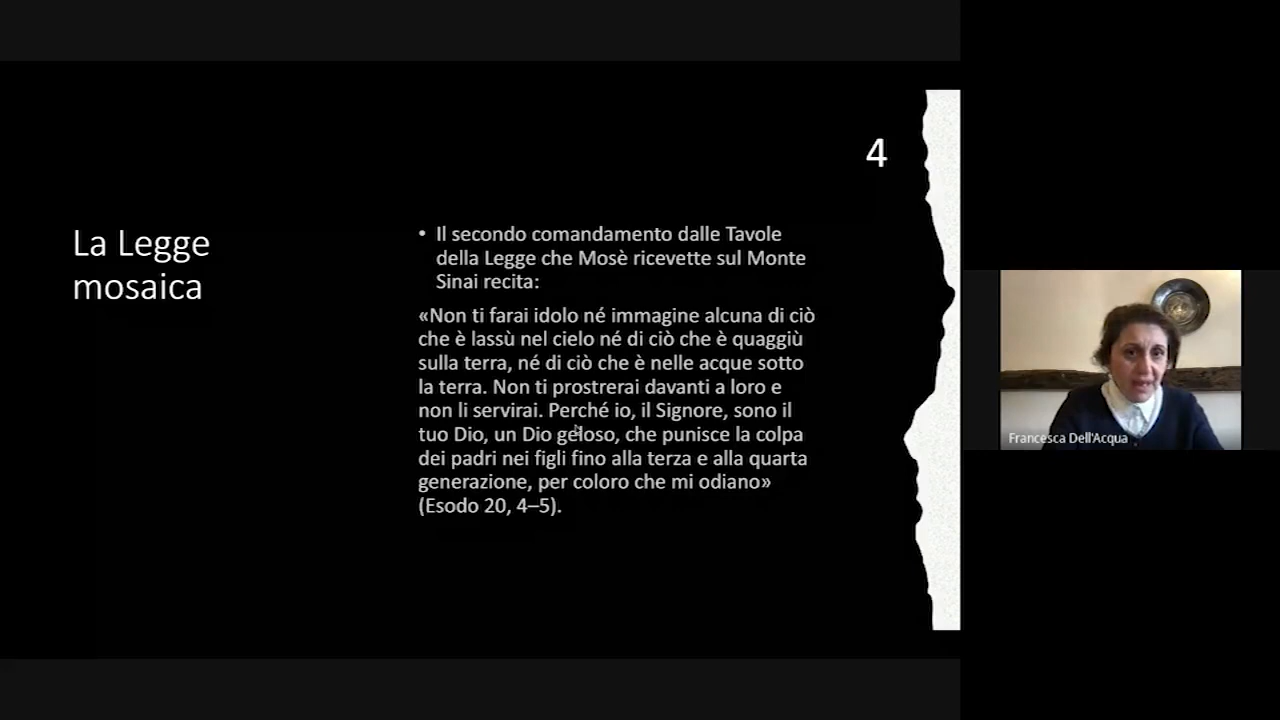 4
La Legge
mosaica
• Il secondo comandamento dalle Tavole
della Legge che Mosè ricevette sul Monte
Sinai recita:
«Non ti farai idolo né immagine alcuna di ciò
che è lassù nel cielo né di ciò che è quaggiù
sulla terra, né di ciò che è nelle acque sotto
la terra. Non ti prostrerai davanti a loro e
non li servirai. Perché io, il Signore, sono il
tuo Dio, un Dio geloso, che punisce la colpa
dei padri nei figli fino alla terza e alla quarta
generazione, per coloro che mi odiano»
(Esodo 20, 4–5).
Francesca Dell'Acqua